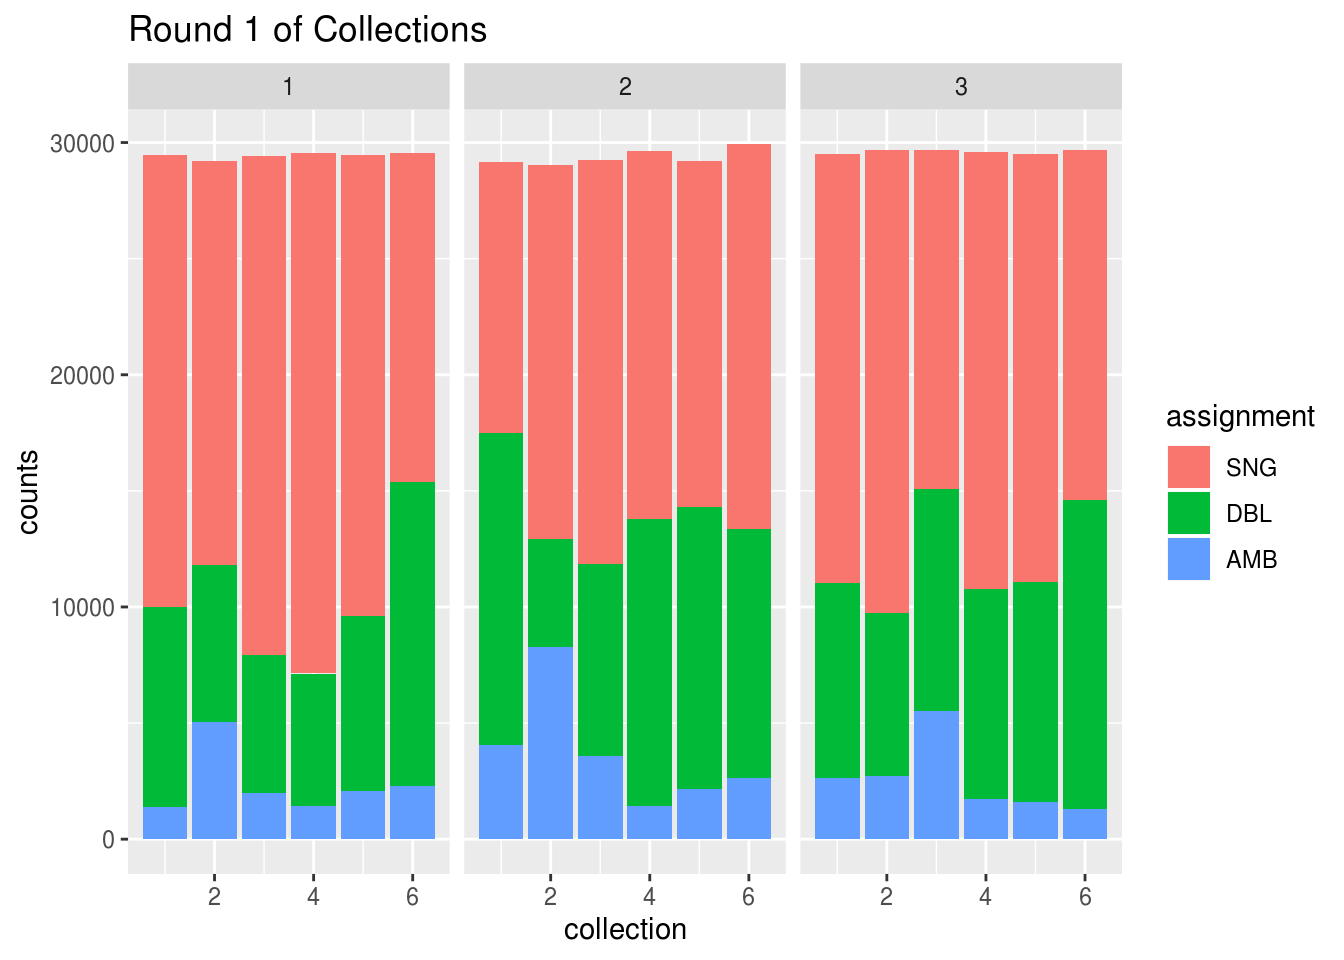 Round 1 of Collections
1
2
3
30000
20000
10000
0
counts
2
4
6
2
4
6
2
4
6
collection
assignment
SNG
DBL
AMB